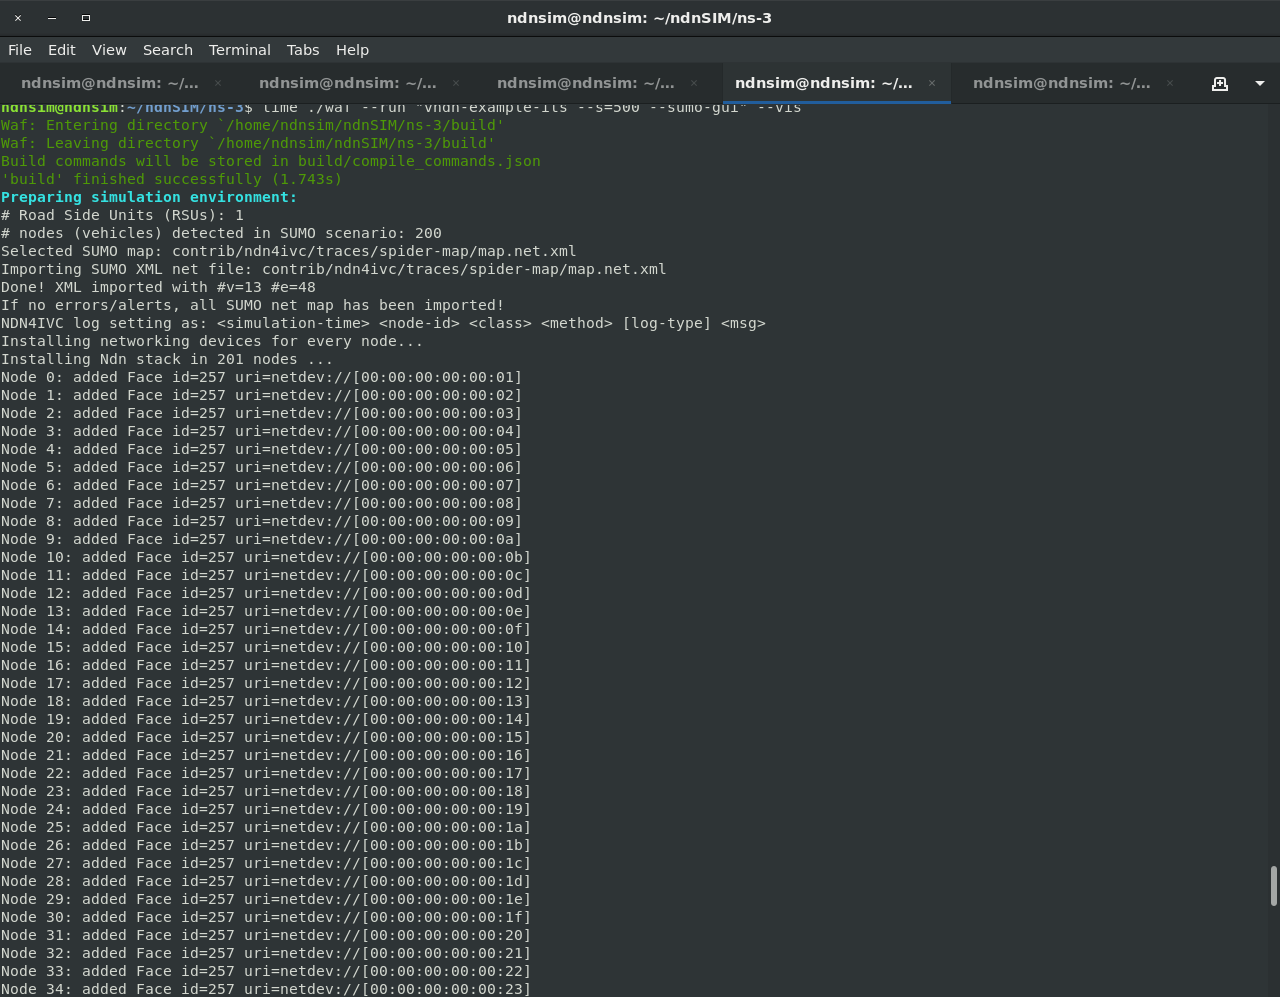 ndnsim@ndnsim: ~/ndnSIM/ns-3
File Edit View Search Terminal Tabs Help
ndnsim@ndnsim: ~/… × ndnsim@ndnsim: ~/… × ndnsim@ndnsim: ~/… × ndnsim@ndnsim: ~/… × ndnsim@ndnsim: ~/… ×
ndnsim@ndnsim:~/ndnSIM/ns-3$ time ./waf --run "vndn-example-its --s=500 --sumo-gui" --vis
Waf: Entering directory `/home/ndnsim/ndnSIM/ns-3/build'
Waf: Leaving directory `/home/ndnsim/ndnSIM/ns-3/build'
Build commands will be stored in build/compile_commands.json
'build' finished successfully (1.743s)
Preparing simulation environment:
# Road Side Units (RSUs): 1
# nodes (vehicles) detected in SUMO scenario: 200
Selected SUMO map: contrib/ndn4ivc/traces/spider-map/map.net.xml
Importing SUMO XML net file: contrib/ndn4ivc/traces/spider-map/map.net.xml
Done! XML imported with #v=13 #e=48
If no errors/alerts, all SUMO net map has been imported!
NDN4IVC log setting as: <simulation-time> <node-id> <class> <method> [log-type] <msg>
Installing networking devices for every node...
Installing Ndn stack in 201 nodes ...
Node 0: added Face id=257 uri=netdev://[00:00:00:00:00:01]
Node 1: added Face id=257 uri=netdev://[00:00:00:00:00:02]
Node 2: added Face id=257 uri=netdev://[00:00:00:00:00:03]
Node 3: added Face id=257 uri=netdev://[00:00:00:00:00:04]
Node 4: added Face id=257 uri=netdev://[00:00:00:00:00:05]
Node 5: added Face id=257 uri=netdev://[00:00:00:00:00:06]
Node 6: added Face id=257 uri=netdev://[00:00:00:00:00:07]
Node 7: added Face id=257 uri=netdev://[00:00:00:00:00:08]
Node 8: added Face id=257 uri=netdev://[00:00:00:00:00:09]
Node 9: added Face id=257 uri=netdev://[00:00:00:00:00:0a]
Node 10: added Face id=257 uri=netdev://[00:00:00:00:00:0b]
Node 11: added Face id=257 uri=netdev://[00:00:00:00:00:0c]
Node 12: added Face id=257 uri=netdev://[00:00:00:00:00:0d]
Node 13: added Face id=257 uri=netdev://[00:00:00:00:00:0e]
Node 14: added Face id=257 uri=netdev://[00:00:00:00:00:0f]
Node 15: added Face id=257 uri=netdev://[00:00:00:00:00:10]
Node 16: added Face id=257 uri=netdev://[00:00:00:00:00:11]
Node 17: added Face id=257 uri=netdev://[00:00:00:00:00:12]
Node 18: added Face id=257 uri=netdev://[00:00:00:00:00:13]
Node 19: added Face id=257 uri=netdev://[00:00:00:00:00:14]
Node 20: added Face id=257 uri=netdev://[00:00:00:00:00:15]
Node 21: added Face id=257 uri=netdev://[00:00:00:00:00:16]
Node 22: added Face id=257 uri=netdev://[00:00:00:00:00:17]
Node 23: added Face id=257 uri=netdev://[00:00:00:00:00:18]
Node 24: added Face id=257 uri=netdev://[00:00:00:00:00:19]
Node 25: added Face id=257 uri=netdev://[00:00:00:00:00:1a]
Node 26: added Face id=257 uri=netdev://[00:00:00:00:00:1b]
Node 27: added Face id=257 uri=netdev://[00:00:00:00:00:1c]
Node 28: added Face id=257 uri=netdev://[00:00:00:00:00:1d]
Node 29: added Face id=257 uri=netdev://[00:00:00:00:00:1e]
Node 30: added Face id=257 uri=netdev://[00:00:00:00:00:1f]
Node 31: added Face id=257 uri=netdev://[00:00:00:00:00:20]
Node 32: added Face id=257 uri=netdev://[00:00:00:00:00:21]
Node 33: added Face id=257 uri=netdev://[00:00:00:00:00:22]
Node 34: added Face id=257 uri=netdev://[00:00:00:00:00:23]